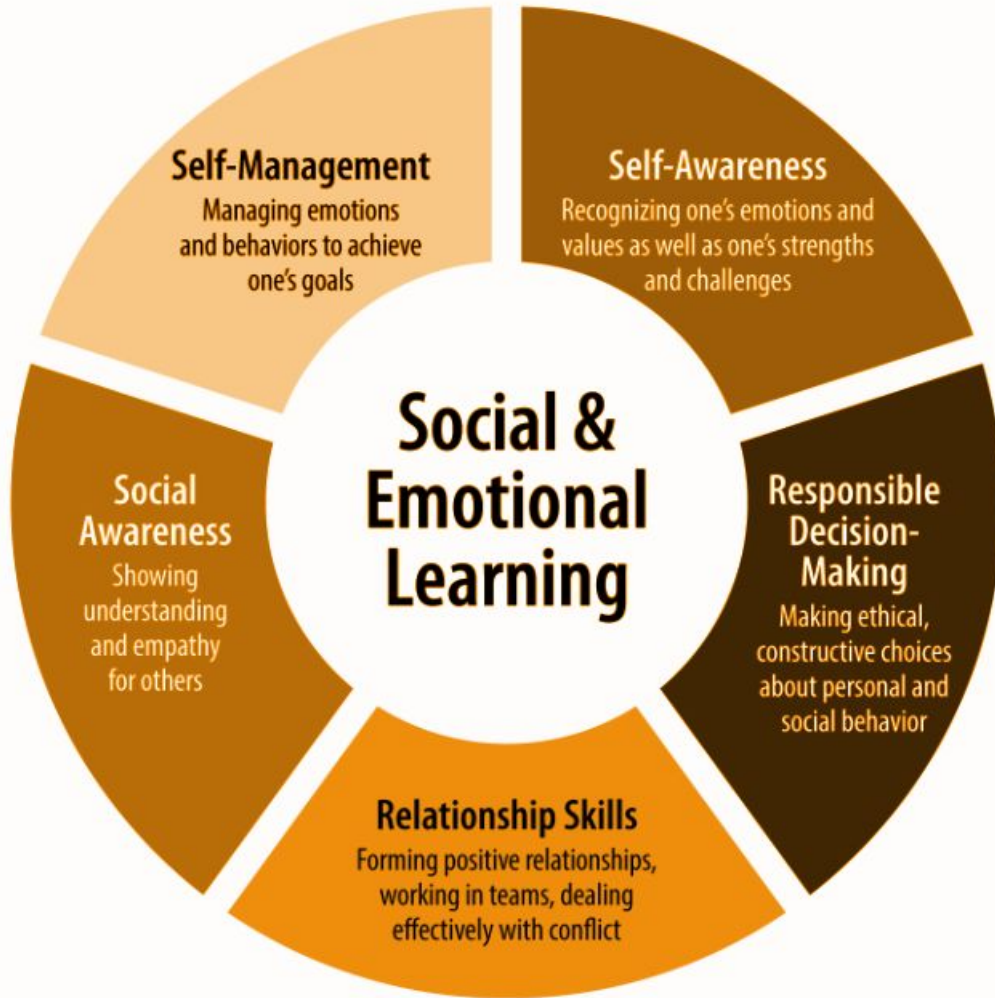 Self-Management
Managing emotions
and behaviors to achieve
one's goals
Self-Awareness
Recognizing one's emotions and
values as well as one's strengths
and challenges
Social &
Emotional
Learning
Social
Awareness
Showing
understanding
and empathy
for others
Responsible
Decision-
Making
Making ethical,
constructive choices
about personal and
social behavior
Relationship Skills
Forming positive relationships,
working in teams, dealing
effectively with conflict